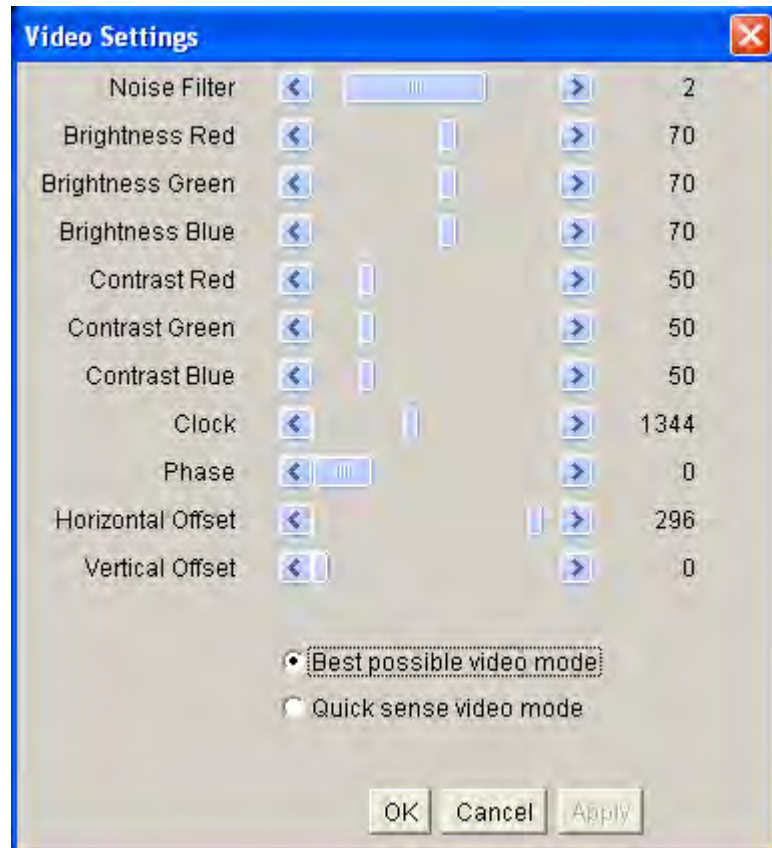 Video Settings
Noise Filter 2
Brightness Red 70
Brightness Green 70
Brightness Blue 70
Contrast Red 50
Contrast Green 50
Contrast Blue 50
Clock 1344
Phase 0
Horizontal Offset 296
Vertical Offset 0
Best possible video mode
Quick sense video mode
OK Cancel Apply